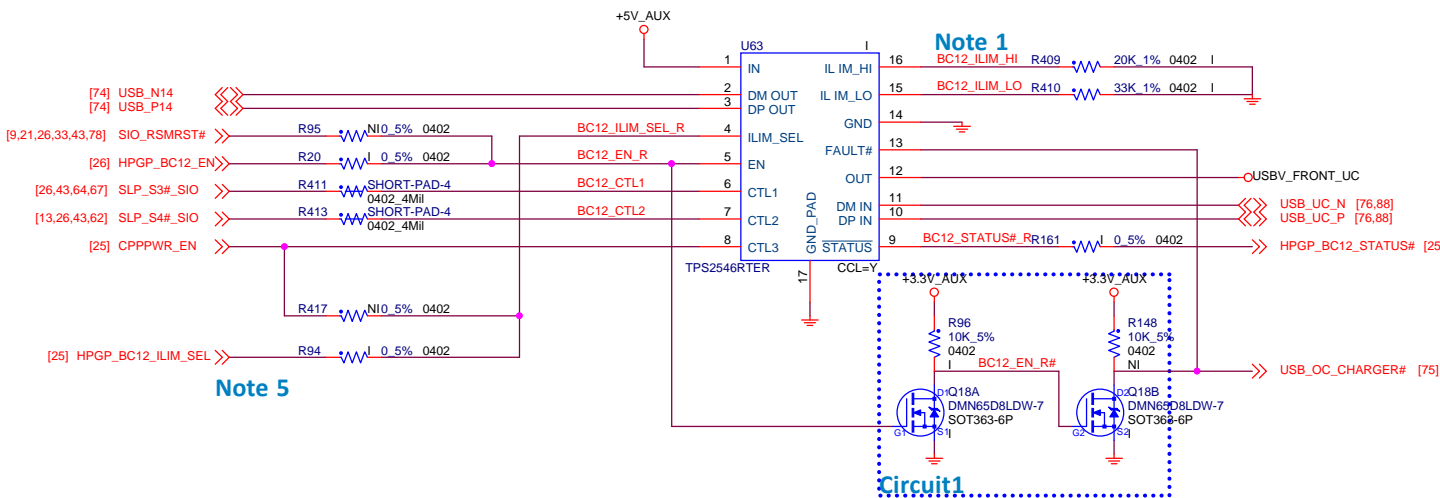 +5V_AUX
U63 I
Note 1
1 IN
2 DM OUT
3 DP OUT
4 ILIM_SEL
5 EN
6 CTL1
7 CTL2
8 CTL3
IL IM_HI 16
IL IM_LO 15
GND 14
FAULT# 13
OUT 12
DM IN 11
DP IN 10
STATUS 9
GND_PAD
17
TPS2546RTER CCL=Y
[74] USB_N14
[74] USB_P14
[9,21,26,33,43,78] SIO_RSMRST# R95 NI 0_5% 0402 BC12_ILIM_SEL_R
[26] HPGP_BC12_EN R20 I 0_5% 0402 BC12_EN_R
[26,43,64,67] SLP_S3#_SIO R411 SHORT-PAD-4 BC12_CTL1
0402_4Mil
[13,26,43,62] SLP_S4#_SIO R413 SHORT-PAD-4 BC12_CTL2
0402_4Mil
[25] CPPPWR_EN
R417 NI 0_5% 0402
[25] HPGP_BC12_ILIM_SEL R94 I 0_5% 0402
Note 5
BC12_ILIM_HI R409 20K_1% 0402 I
BC12_ILIM_LO R410 33K_1% 0402 I
USBV_FRONT_UC
USB_UC_N [76,88]
USB_UC_P [76,88]
BC12_STATUS#_R R161 I 0_5% 0402 HPGP_BC12_STATUS# [25
+3.3V_AUX +3.3V_AUX
R96 R148
10K_5% 10K_5%
0402 0402
I NI
BC12_EN_R#
USB_OC_CHARGER# [75]
D1 Q18A D2 Q18B
DMN65D8LDW-7 DMN65D8LDW-7
SOT363-6P SOT363-6P
G1 S1 I G2 S2 I
Circuit1